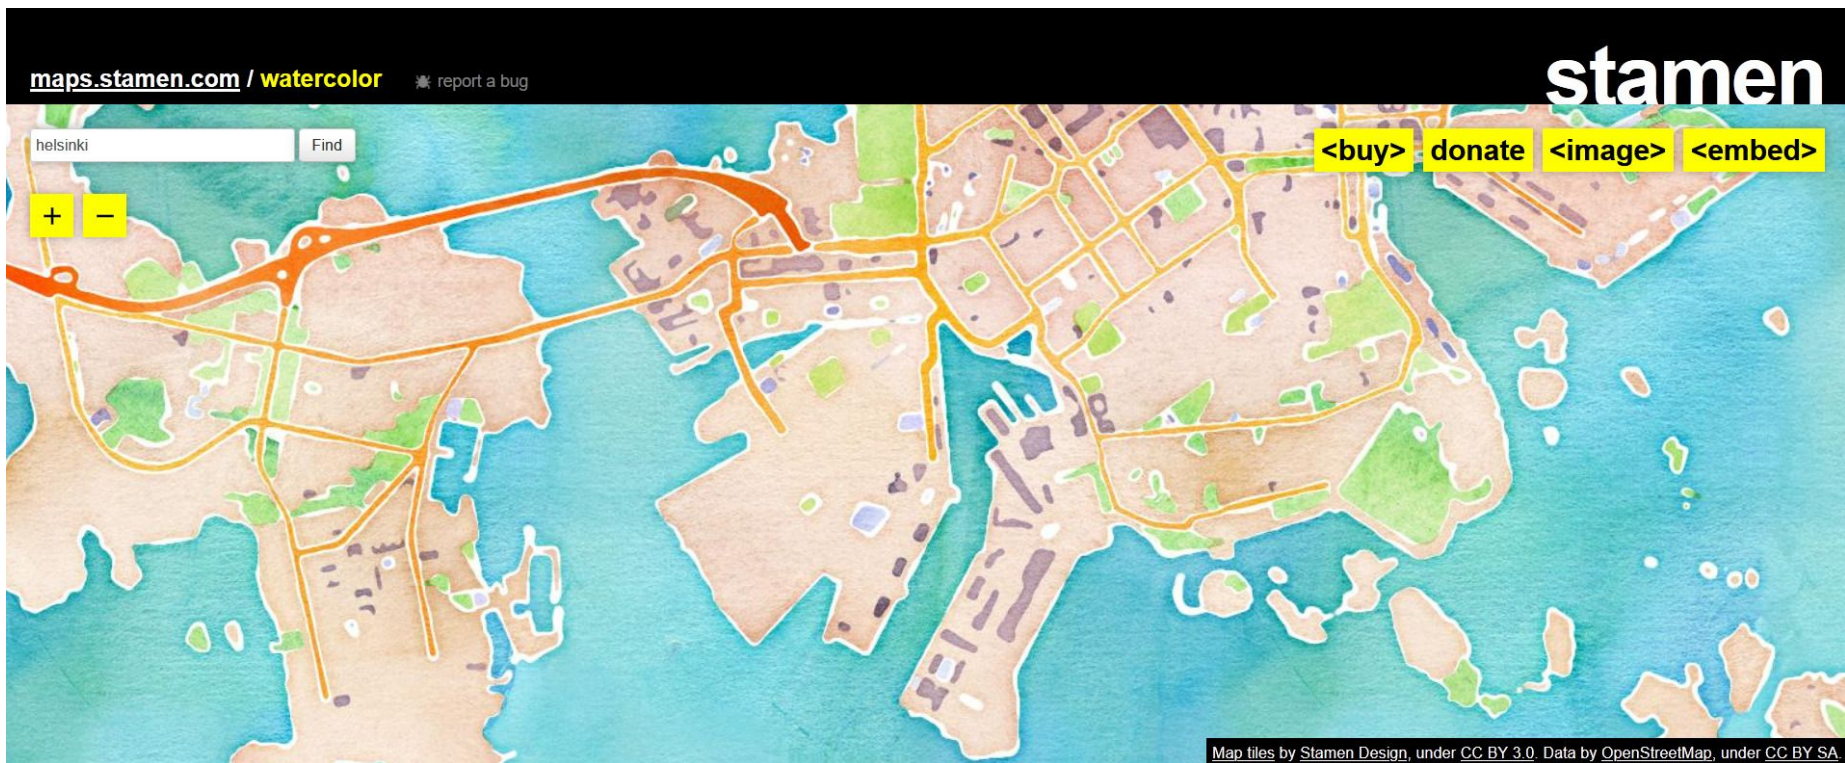 maps.stamen.com / watercolor report a bug
stamen
helsinki Find
<buy> donate <image> <embed>
+ −
Map tiles by Stamen Design, under CC BY 3.0. Data by OpenStreetMap, under CC BY SA